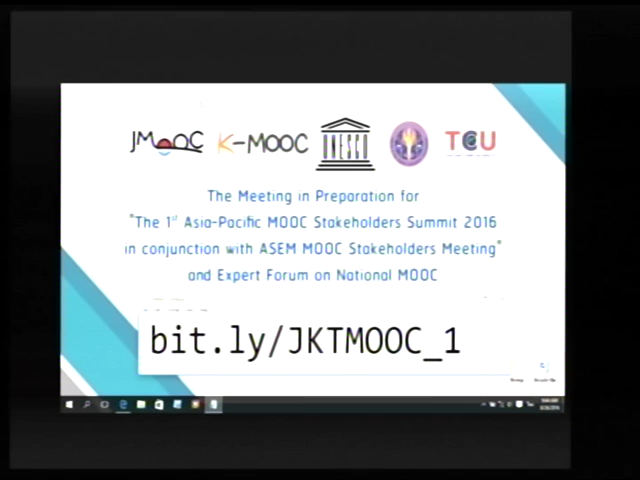 JMOOC K-MOOC UNESCO TCU
The Meeting in Preparation for
"The 1st Asia-Pacific MOOC Stakeholders Summit 2016
in conjunction with ASEM MOOC Stakeholders Meeting"
and Expert Forum on National MOOC
bit.ly/JKTMOOC_1